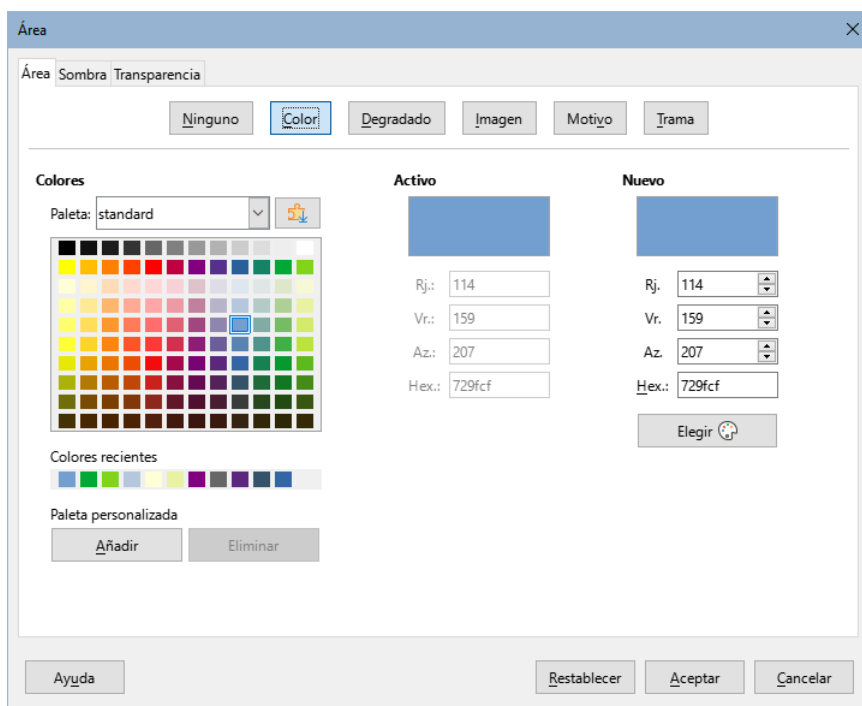 Área
Área Sombra Transparencia
Ninguno Color Degradado Imagen Motivo Trama
Colores Activo Nuevo
Paleta: standard
Rj.: 114 Rj. 114
Vr.: 159 Vr. 159
Az.: 207 Az. 207
Hex.: 729fcf Hex.: 729fcf
Elegir
Colores recientes
Paleta personalizada
Añadir Eliminar
Ayuda Restablecer Aceptar Cancelar